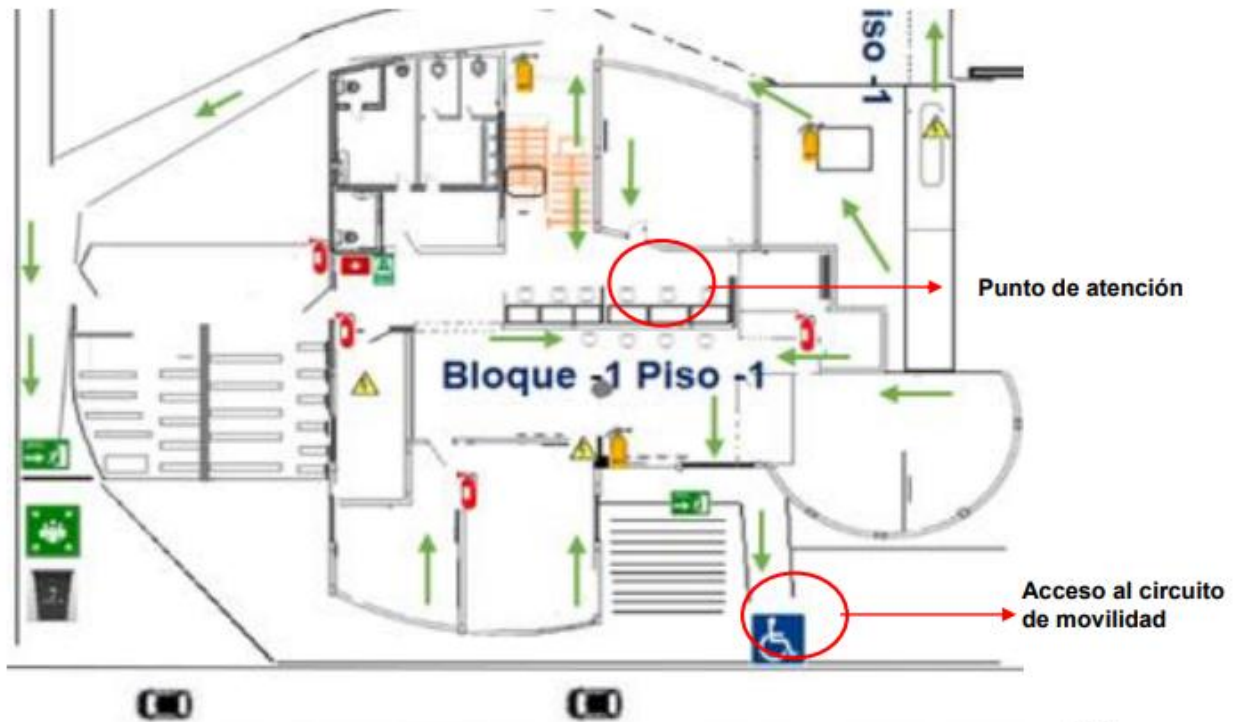 iso -1
Punto de atención
Bloque -1 Piso -1
Acceso al circuito
de movilidad